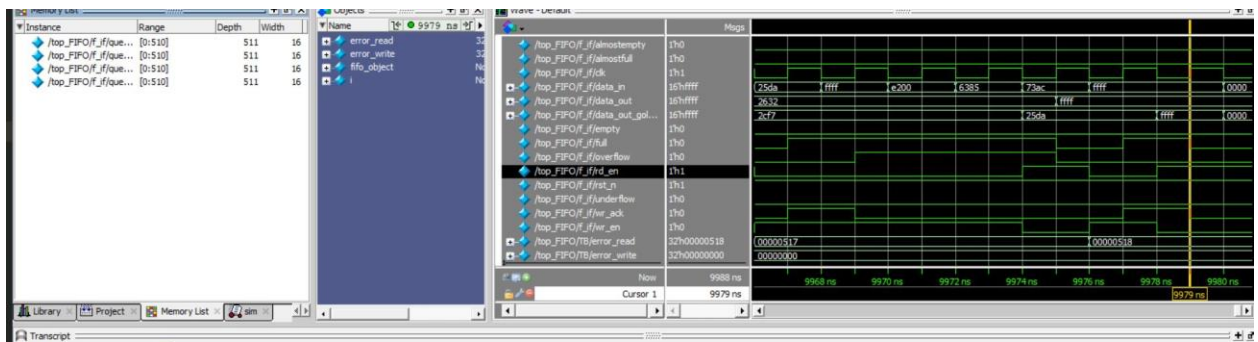 Memory List
Instance Range Depth Width
/top_FIFO/f_if/que... [0:510] 511 16
/top_FIFO/f_if/que... [0:510] 511 16
/top_FIFO/f_if/que... [0:510] 511 16
/top_FIFO/f_if/que... [0:510] 511 16
Library Project Memory List sim
Transcript
Objects
Name 9979 ns
error_read 32
error_write 32
fifo_object No
i No
Wave - Default
Msgs
/top_FIFO/f_if/almostempty 1'h0
/top_FIFO/f_if/almostfull 1'h0
/top_FIFO/f_if/clk 1'h1
/top_FIFO/f_if/data_in 16'hffff 25da ffff e200 6385 73ac ffff 0000
/top_FIFO/f_if/data_out 16'hffff 2632 ffff
/top_FIFO/f_if/data_out_gol... 16'hffff 2cf7 25da ffff 0000
/top_FIFO/f_if/empty 1'h0
/top_FIFO/f_if/full 1'h0
/top_FIFO/f_if/overflow 1'h0
/top_FIFO/f_if/rd_en 1'h1
/top_FIFO/f_if/rst_n 1'h1
/top_FIFO/f_if/underflow 1'h0
/top_FIFO/f_if/wr_ack 1'h0
/top_FIFO/f_if/wr_en 1'h0
/top_FIFO/TB/error_read 32'h00000518 00000517 00000518
/top_FIFO/TB/error_write 32'h00000000 00000000
Now 9988 ns 9968 ns 9970 ns 9972 ns 9974 ns 9976 ns 9978 ns 9980 ns
Cursor 1 9979 ns 9979 ns